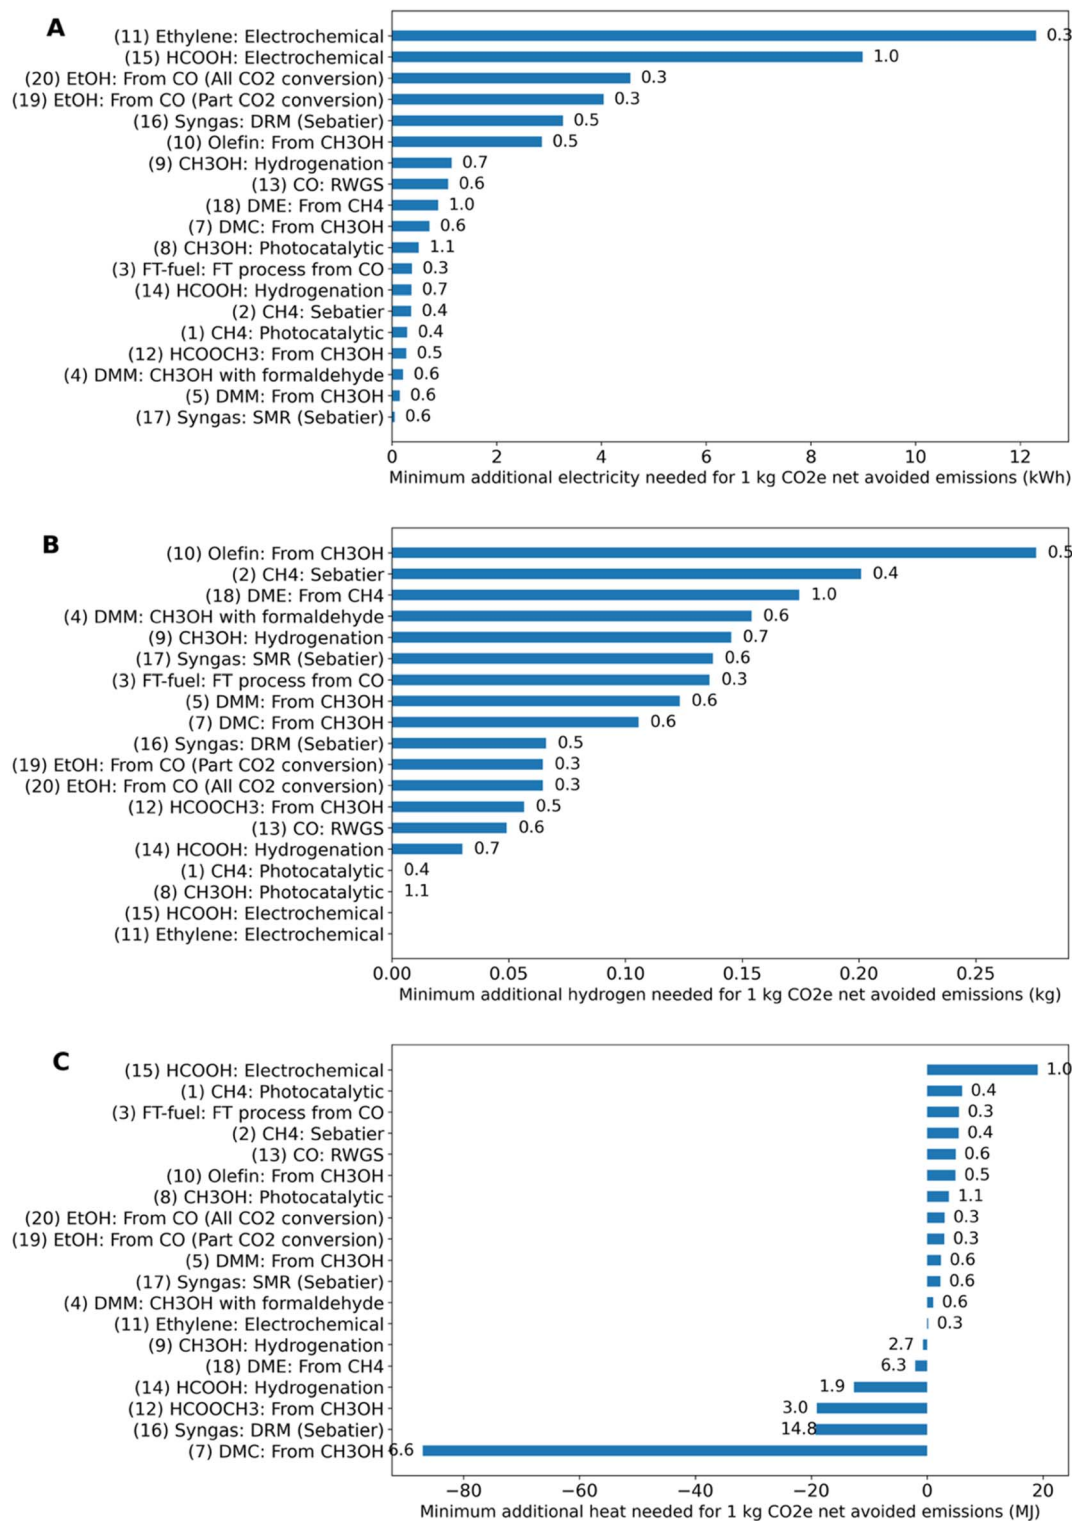 A
(11) Ethylene: Electrochemical 0.3
(15) HCOOH: Electrochemical 1.0
(20) EtOH: From CO (All CO2 conversion) 0.3
(19) EtOH: From CO (Part CO2 conversion) 0.3
(16) Syngas: DRM (Sebatier) 0.5
(10) Olefin: From CH3OH 0.5
(9) CH3OH: Hydrogenation 0.7
(13) CO: RWGS 0.6
(18) DME: From CH4 1.0
(7) DMC: From CH3OH 0.6
(8) CH3OH: Photocatalytic 1.1
(3) FT-fuel: FT process from CO 0.3
(14) HCOOH: Hydrogenation 0.7
(2) CH4: Sebatier 0.4
(1) CH4: Photocatalytic 0.4
(12) HCOOCH3: From CH3OH 0.5
(4) DMM: CH3OH with formaldehyde 0.6
(5) DMM: From CH3OH 0.6
(17) Syngas: SMR (Sebatier) 0.6
0 2 4 6 8 10 12
Minimum additional electricity needed for 1 kg CO2e net avoided emissions (kWh)
B
(10) Olefin: From CH3OH 0.5
(2) CH4: Sebatier 0.4
(18) DME: From CH4 1.0
(4) DMM: CH3OH with formaldehyde 0.6
(9) CH3OH: Hydrogenation 0.7
(17) Syngas: SMR (Sebatier) 0.6
(3) FT-fuel: FT process from CO 0.3
(5) DMM: From CH3OH 0.6
(7) DMC: From CH3OH 0.6
(16) Syngas: DRM (Sebatier) 0.5
(19) EtOH: From CO (Part CO2 conversion) 0.3
(20) EtOH: From CO (All CO2 conversion) 0.3
(12) HCOOCH3: From CH3OH 0.5
(13) CO: RWGS 0.6
(14) HCOOH: Hydrogenation 0.7
(1) CH4: Photocatalytic 0.4
(8) CH3OH: Photocatalytic 1.1
(15) HCOOH: Electrochemical
(11) Ethylene: Electrochemical
0.00 0.05 0.10 0.15 0.20 0.25
Minimum additional hydrogen needed for 1 kg CO2e net avoided emissions (kg)
C
(15) HCOOH: Electrochemical 1.0
(1) CH4: Photocatalytic 0.4
(3) FT-fuel: FT process from CO 0.3
(2) CH4: Sebatier 0.4
(13) CO: RWGS 0.6
(10) Olefin: From CH3OH 0.5
(8) CH3OH: Photocatalytic 1.1
(20) EtOH: From CO (All CO2 conversion) 0.3
(19) EtOH: From CO (Part CO2 conversion) 0.3
(5) DMM: From CH3OH 0.6
(17) Syngas: SMR (Sebatier) 0.6
(4) DMM: CH3OH with formaldehyde 0.6
(11) Ethylene: Electrochemical 0.3
(9) CH3OH: Hydrogenation 2.7
(18) DME: From CH4 6.3
(14) HCOOH: Hydrogenation 1.9
(12) HCOOCH3: From CH3OH 3.0
(16) Syngas: DRM (Sebatier) 14.8
(7) DMC: From CH3OH 6.6
−80 −60 −40 −20 0 20
Minimum additional heat needed for 1 kg CO2e net avoided emissions (MJ)